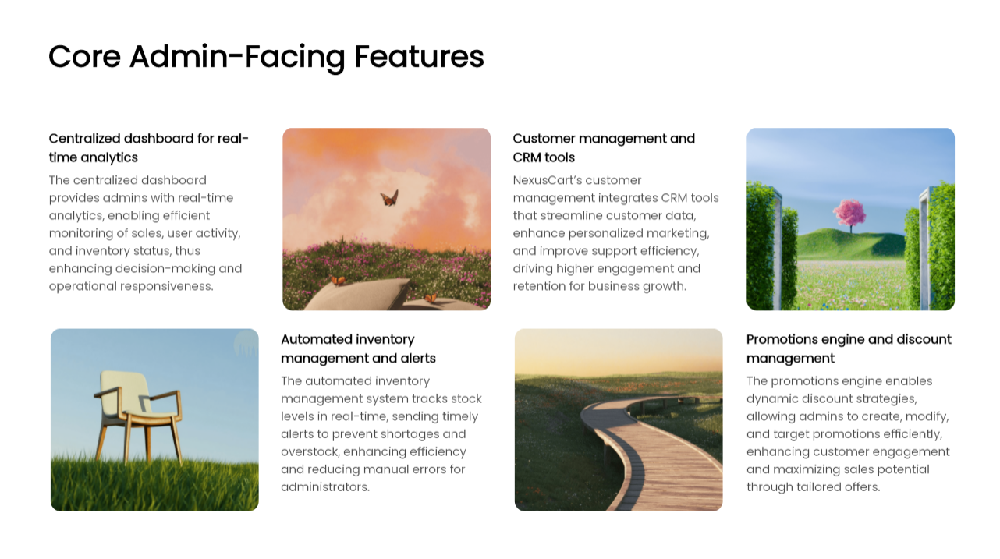 Core Admin-Facing Features
Centralized dashboard for real-
time analytics
The centralized dashboard
provides admins with real-time
analytics, enabling efficient
monitoring of sales, user activity,
and inventory status, thus
enhancing decision-making and
operational responsiveness.
Customer management and
CRM tools
NexusCart’s customer
management integrates CRM tools
that streamline customer data,
enhance personalized marketing,
and improve support efficiency,
driving higher engagement and
retention for business growth.
Automated inventory
management and alerts
The automated inventory
management system tracks stock
levels in real-time, sending timely
alerts to prevent shortages and
overstock, enhancing efficiency
and reducing manual errors for
administrators.
Promotions engine and discount
management
The promotions engine enables
dynamic discount strategies,
allowing admins to create, modify,
and target promotions efficiently,
enhancing customer engagement
and maximizing sales potential
through tailored offers.